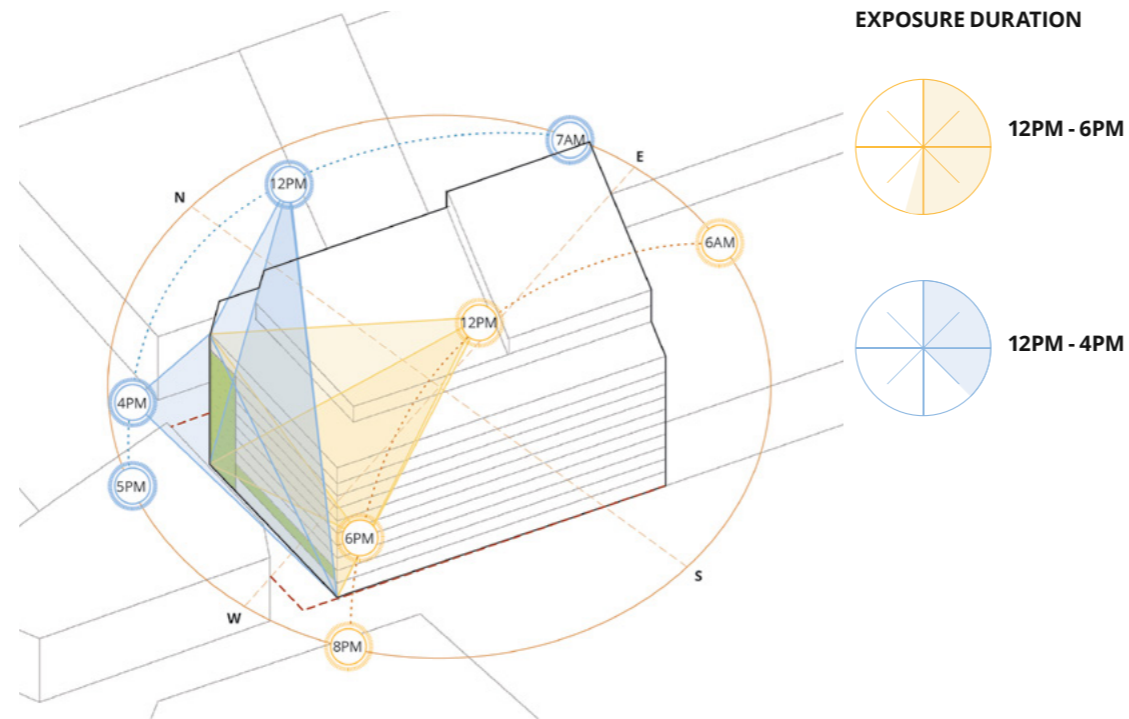 EXPOSURE DURATION
7AM
12PM
E
12PM - 6PM
N
6AM
12PM
12PM - 4PM
4PM
5PM
6PM
S
W
8PM